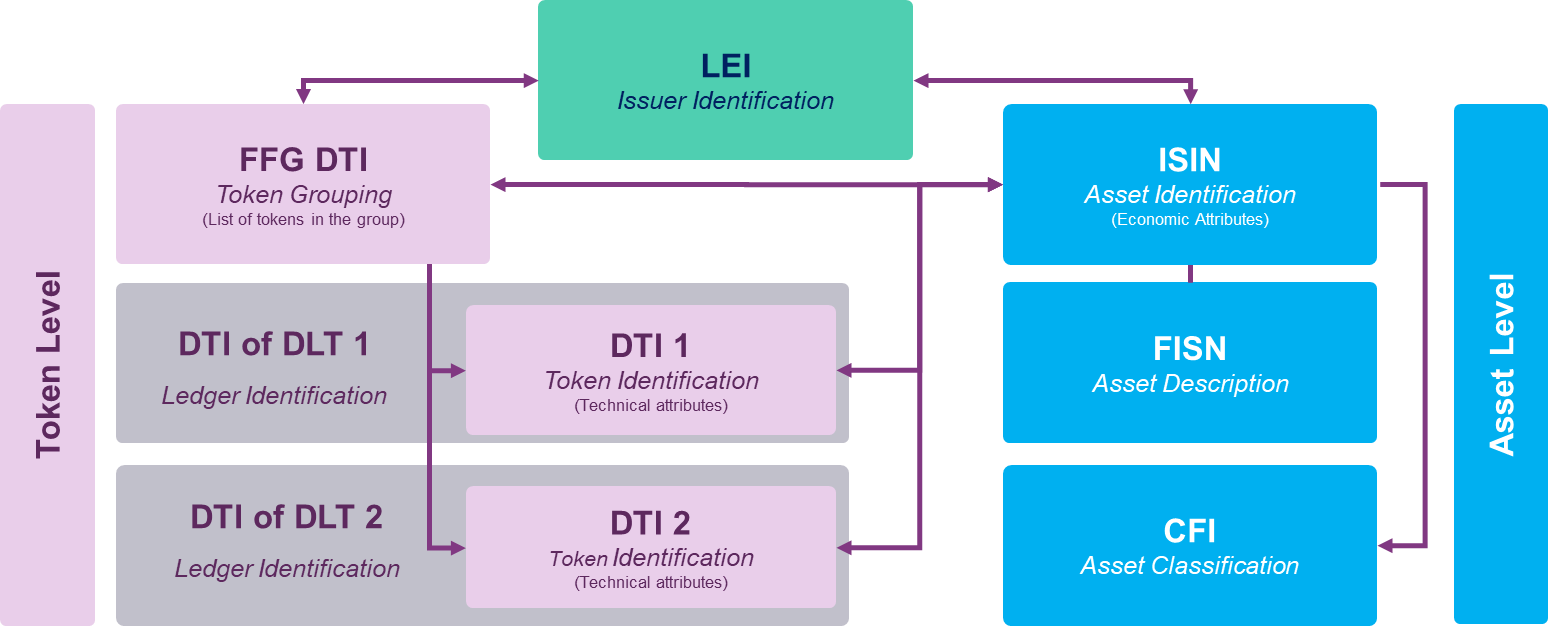 LEI
Issuer Identification
Token Level
FFG DTI
Token Grouping
(List of tokens in the group)
DTI of DLT 1
Ledger Identification
DTI 1
Token Identification
(Technical attributes)
DTI of DLT 2
Ledger Identification
DTI 2
Token Identification
(Technical attributes)
ISIN
Asset Identification
(Economic Attributes)
FISN
Asset Description
CFI
Asset Classification
Asset Level